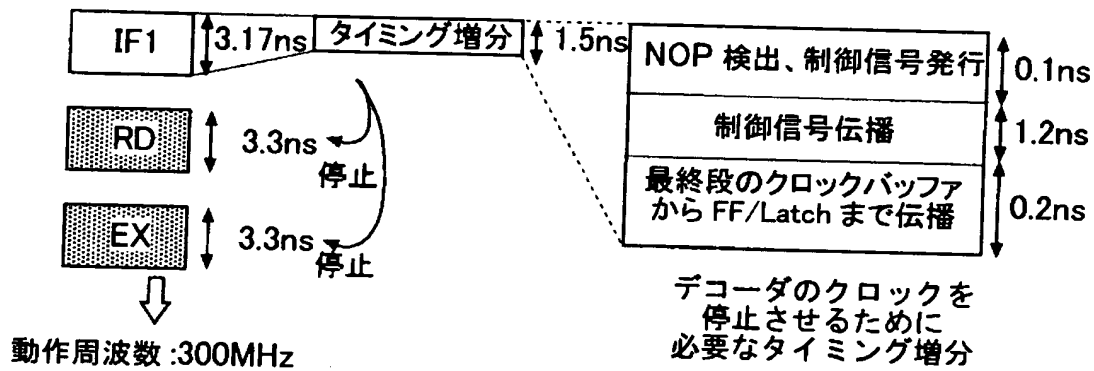 IF1
3.17ns
タイミング増分
1.5ns
NOP 検出、制御信号発行
0.1ns
制御信号伝播
1.2ns
最終段のクロックバッファ
から FF/Latch まで伝播
0.2ns
RD
3.3ns
停止
EX
3.3ns
停止
デコーダのクロックを
停止させるために
必要なタイミング増分
動作周波数 :300MHz